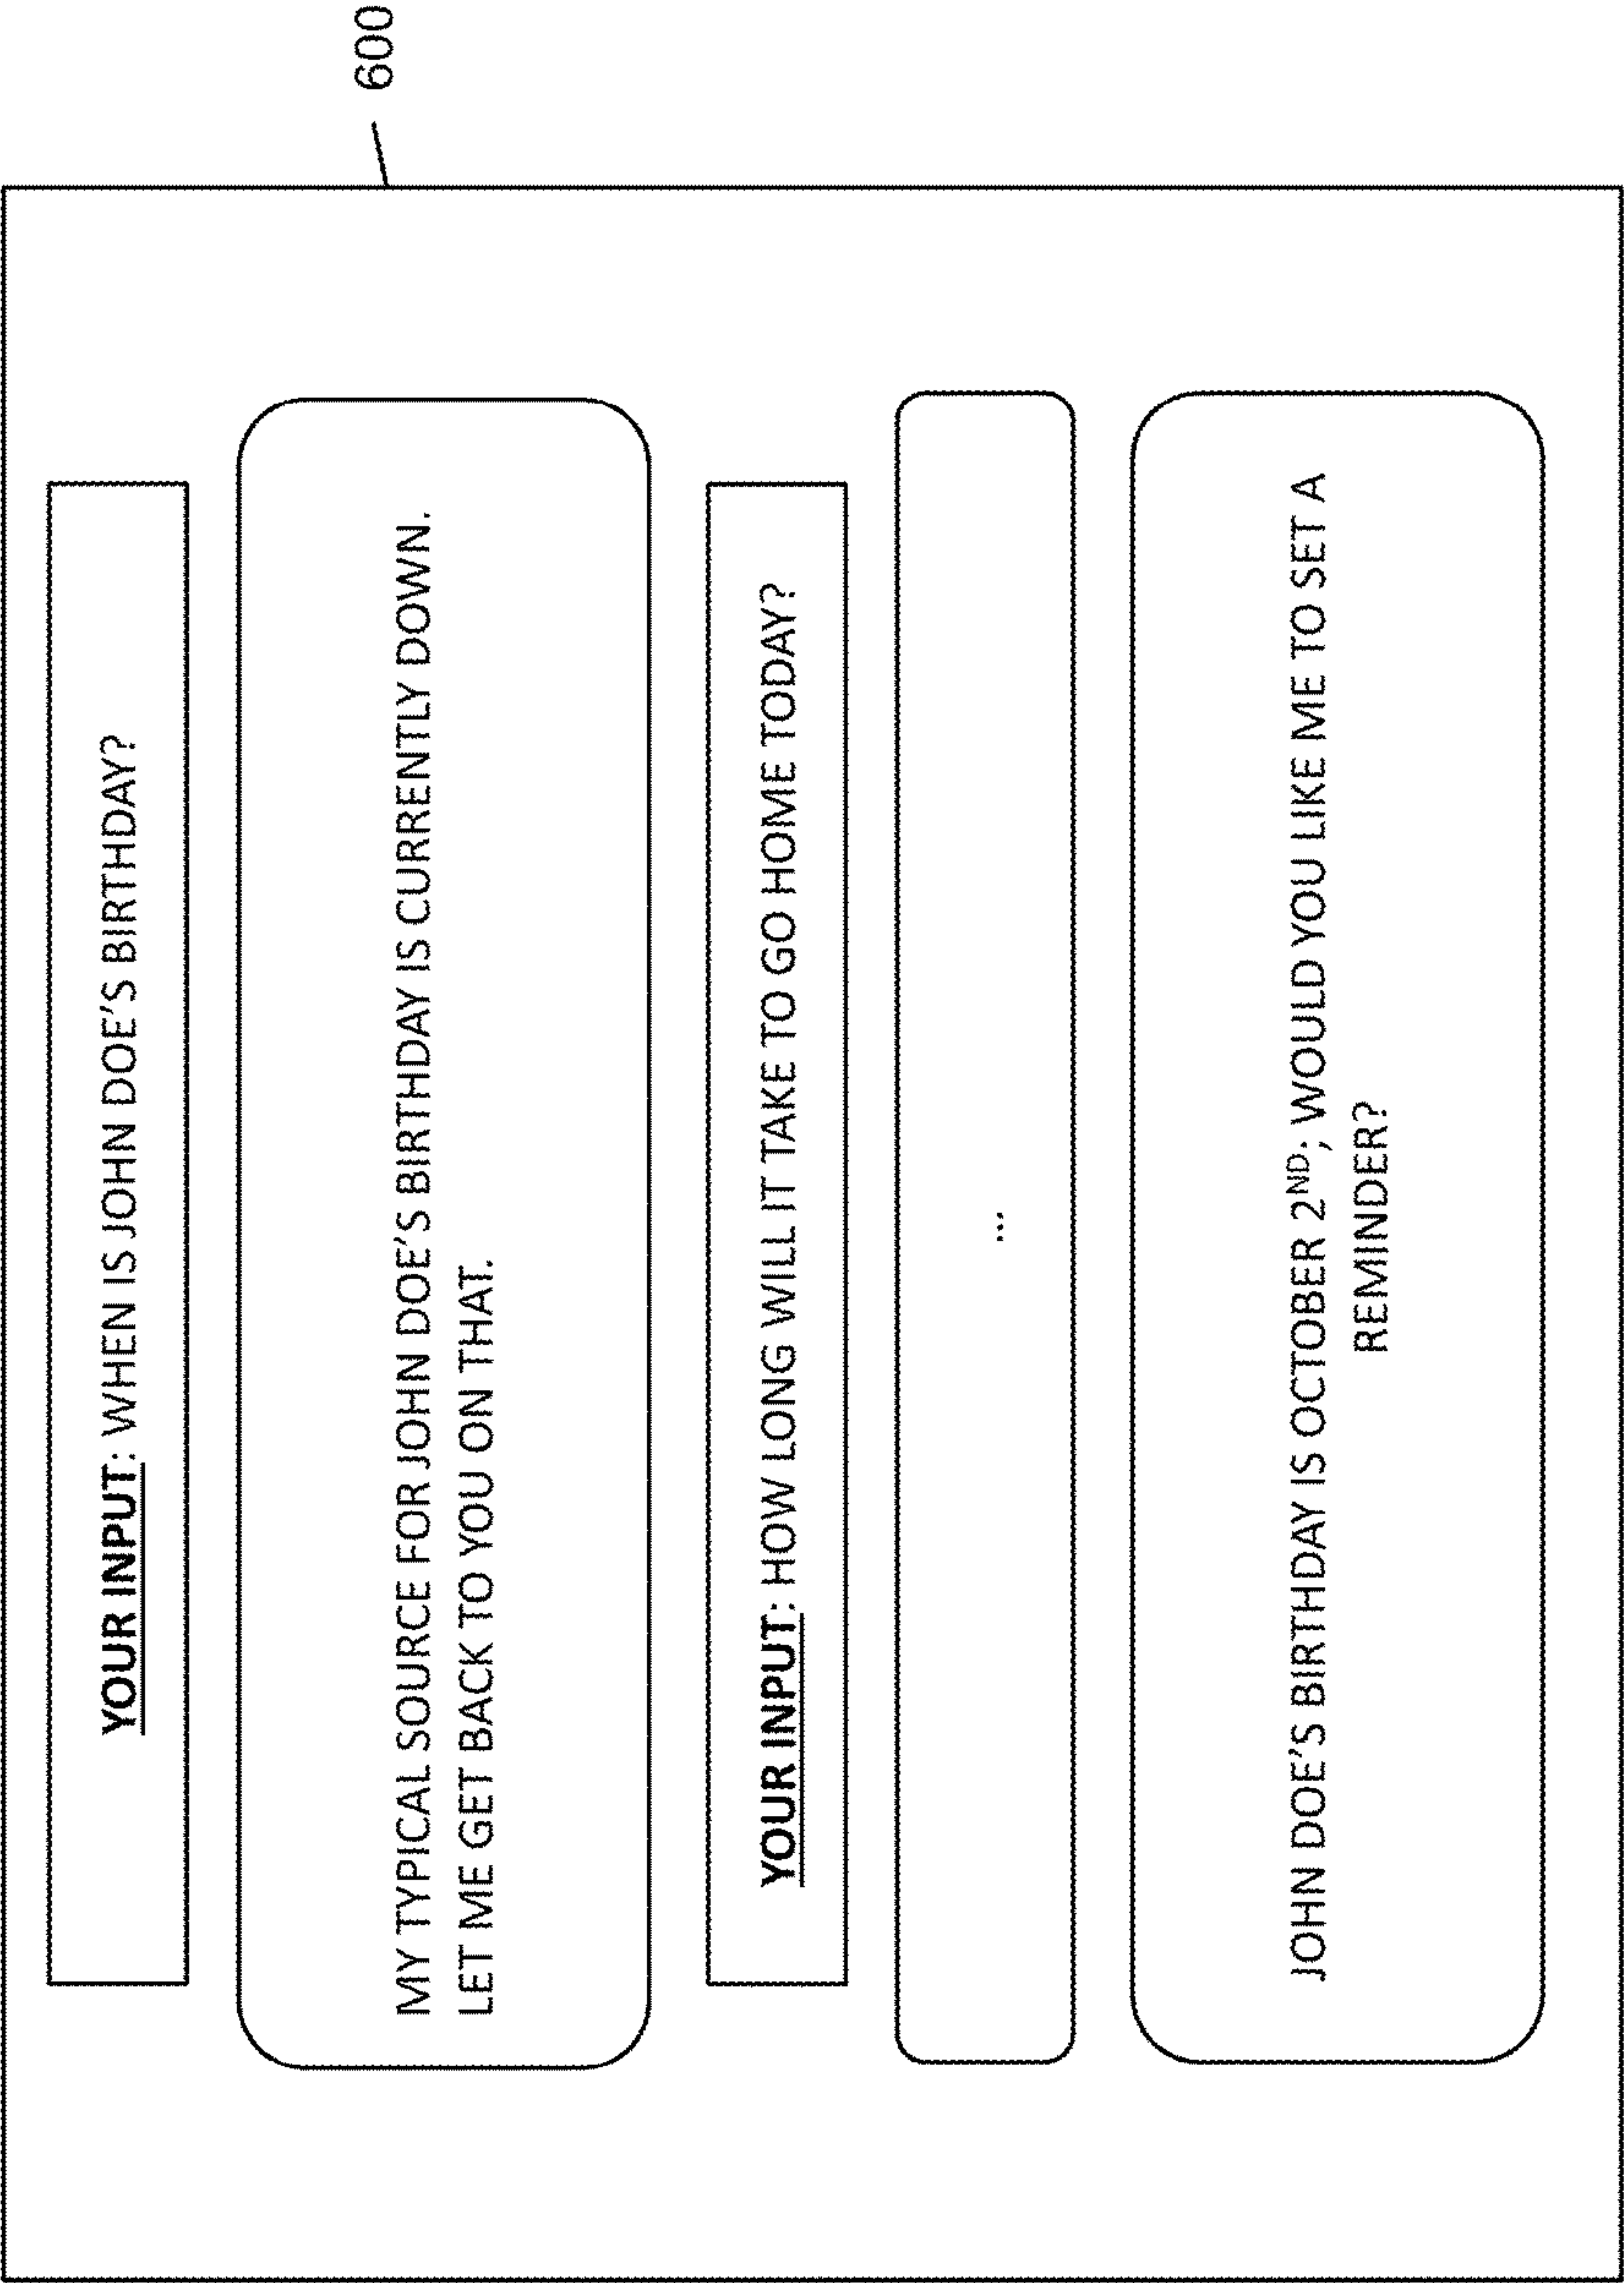 600
YOUR INPUT: WHEN IS JOHN DOE'S BIRTHDAY?
MY TYPICAL SOURCE FOR JOHN DOE'S BIRTHDAY IS CURRENTLY DOWN.
LET ME GET BACK TO YOU ON THAT.
YOUR INPUT: HOW LONG WILL IT TAKE TO GO HOME TODAY?
...
JOHN DOE'S BIRTHDAY IS OCTOBER 2ND; WOULD YOU LIKE ME TO SET A
REMINDER?